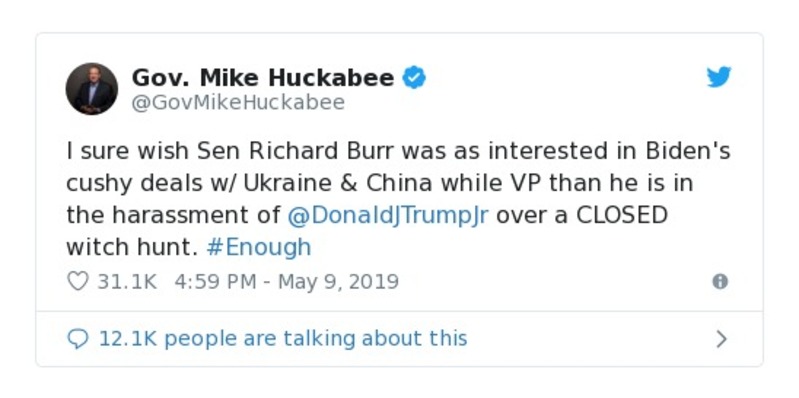 Gov. Mike Huckabee
@GovMikeHuckabee
I sure wish Sen Richard Burr was as interested in Biden's
cushy deals w/ Ukraine & China while VP than he is in
the harassment of @DonaldJTrumpJr over a CLOSED
witch hunt. #Enough
31.1K 4:59 PM - May 9, 2019
12.1K people are talking about this